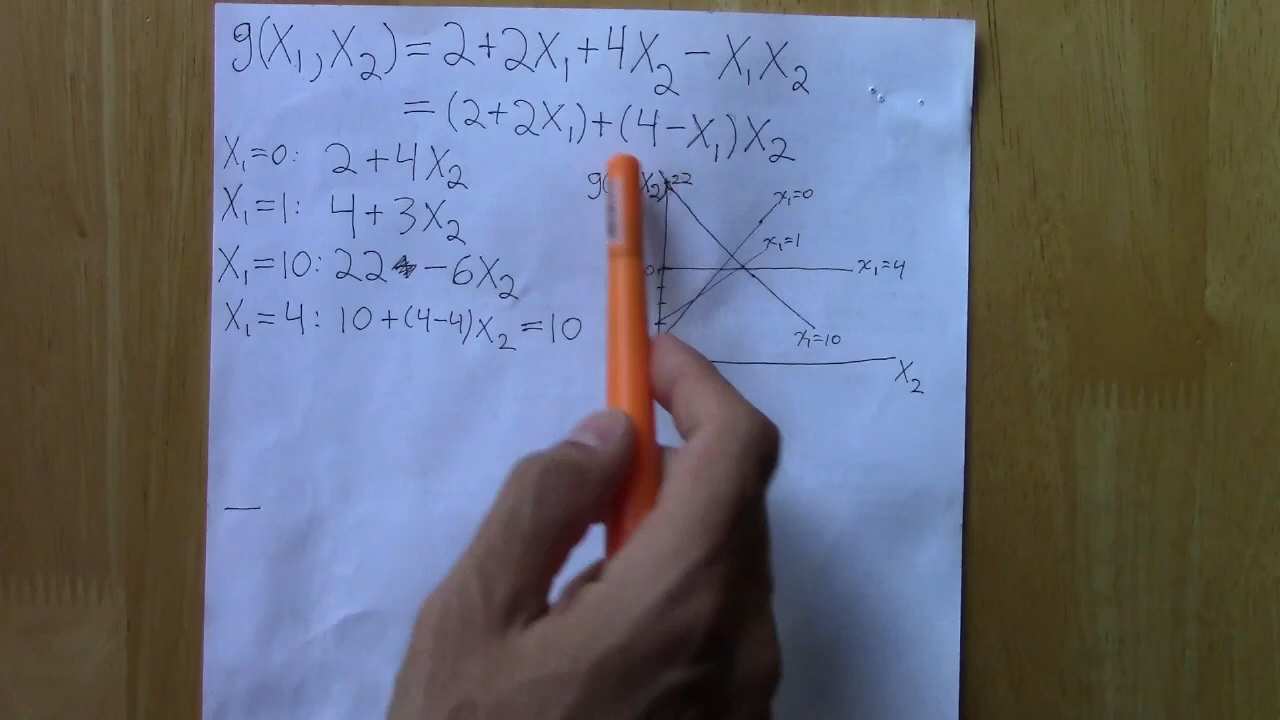 g(X₁,X₂)=2+2X₁+4X₂-X₁X₂
=(2+2X₁)+(4-X₁)X₂
X₁=0: 2+4X₂
X₁=1: 4+3X₂
X₁=10: 22 -6X₂
X₁=4: 10+(4-4)X₂=10
g( X₂) 22
x₁=0
x₁=1
0
x₁=4
x₁=10
X₂